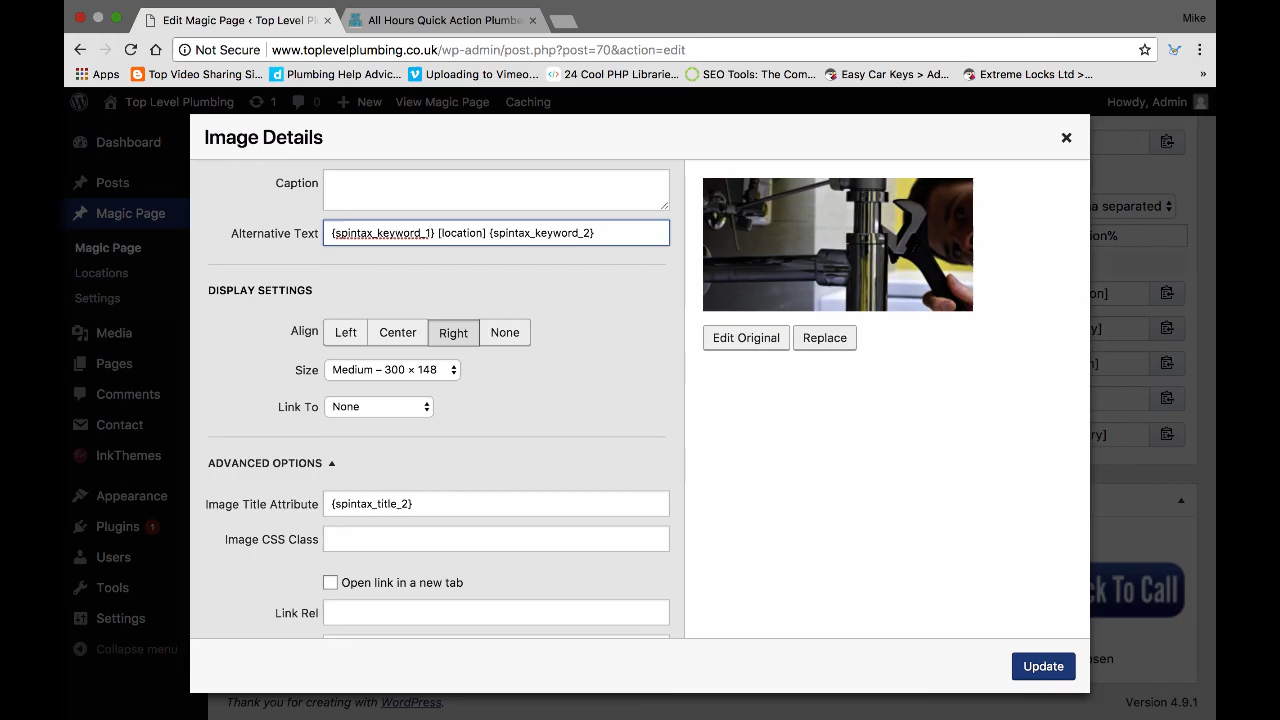 Edit Magic Page ‹ Top Level Pl
All Hours Quick Action Plumbe
Mike
Not Secure www.toplevelplumbing.co.uk/wp-admin/post.php?post=70&action=edit
Apps Top Video Sharing Si... Plumbing Help Advic... Uploading to Vimeo... 24 Cool PHP Librarie... SEO Tools: The Com... Easy Car Keys > Ad... Extreme Locks Ltd >... »
Top Level Plumbing 1 0 New View Magic Page Caching Howdy, Admin
Dashboard
Posts
Magic Page
Magic Page
Locations
Settings
Media
Pages
Comments
Contact
InkThemes
Appearance
Plugins 1
Users
Tools
Settings
Collapse menu
Image Details
Caption
Alternative Text {spintax_keyword_1} [location] {spintax_keyword_2}
DISPLAY SETTINGS
Align Left Center Right None
Size Medium – 300 × 148
Link To None
ADVANCED OPTIONS
Image Title Attribute {spintax_title_2}
Image CSS Class
Open link in a new tab
Link Rel
Edit Original Replace
Update
a separated
ion%
on]
y]
n]
ry]
ck To Call
osen
Thank you for creating with WordPress.
Version 4.9.1